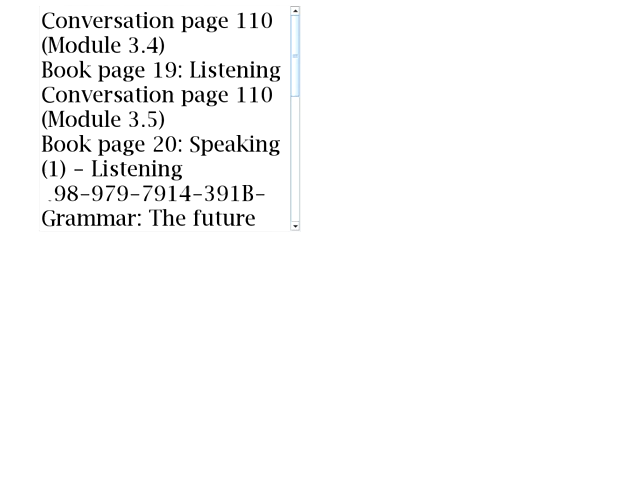 Conversation page 110
(Module 3.4)
Book page 19: Listening
Conversation page 110
(Module 3.5)
Book page 20: Speaking
(1) – Listening
.98-979-7914-391B-
Grammar: The future